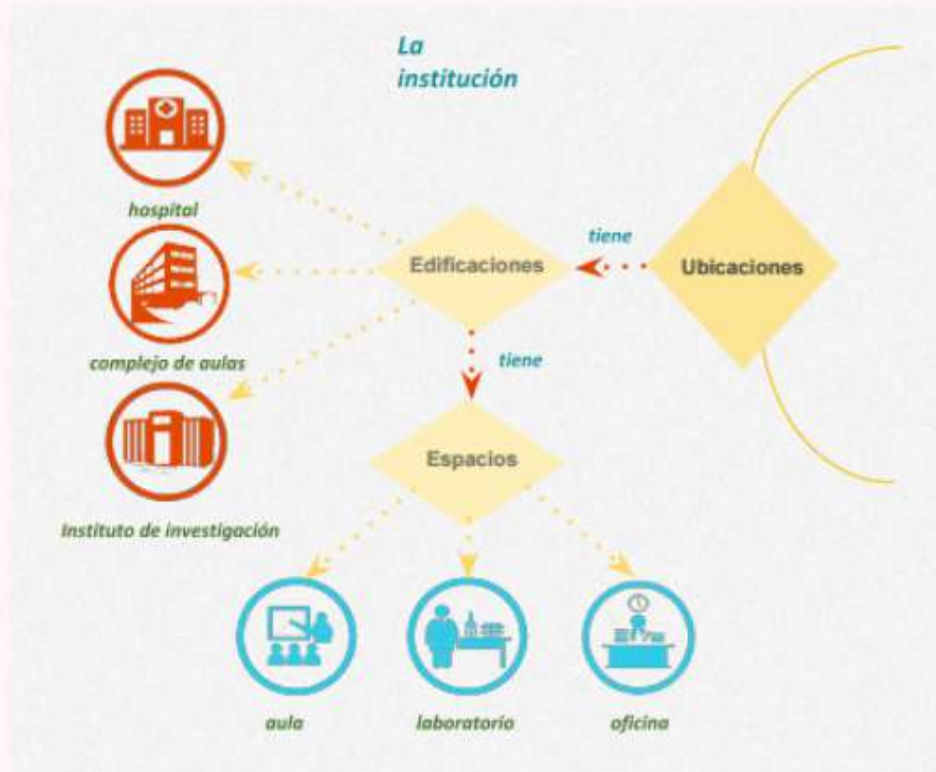 La
institución
hospital
tiene
Edificaciones
Ubicaciones
complejo de aulas
tiene
Espacios
Instituto de investigación
aula
laboratorio
oficina